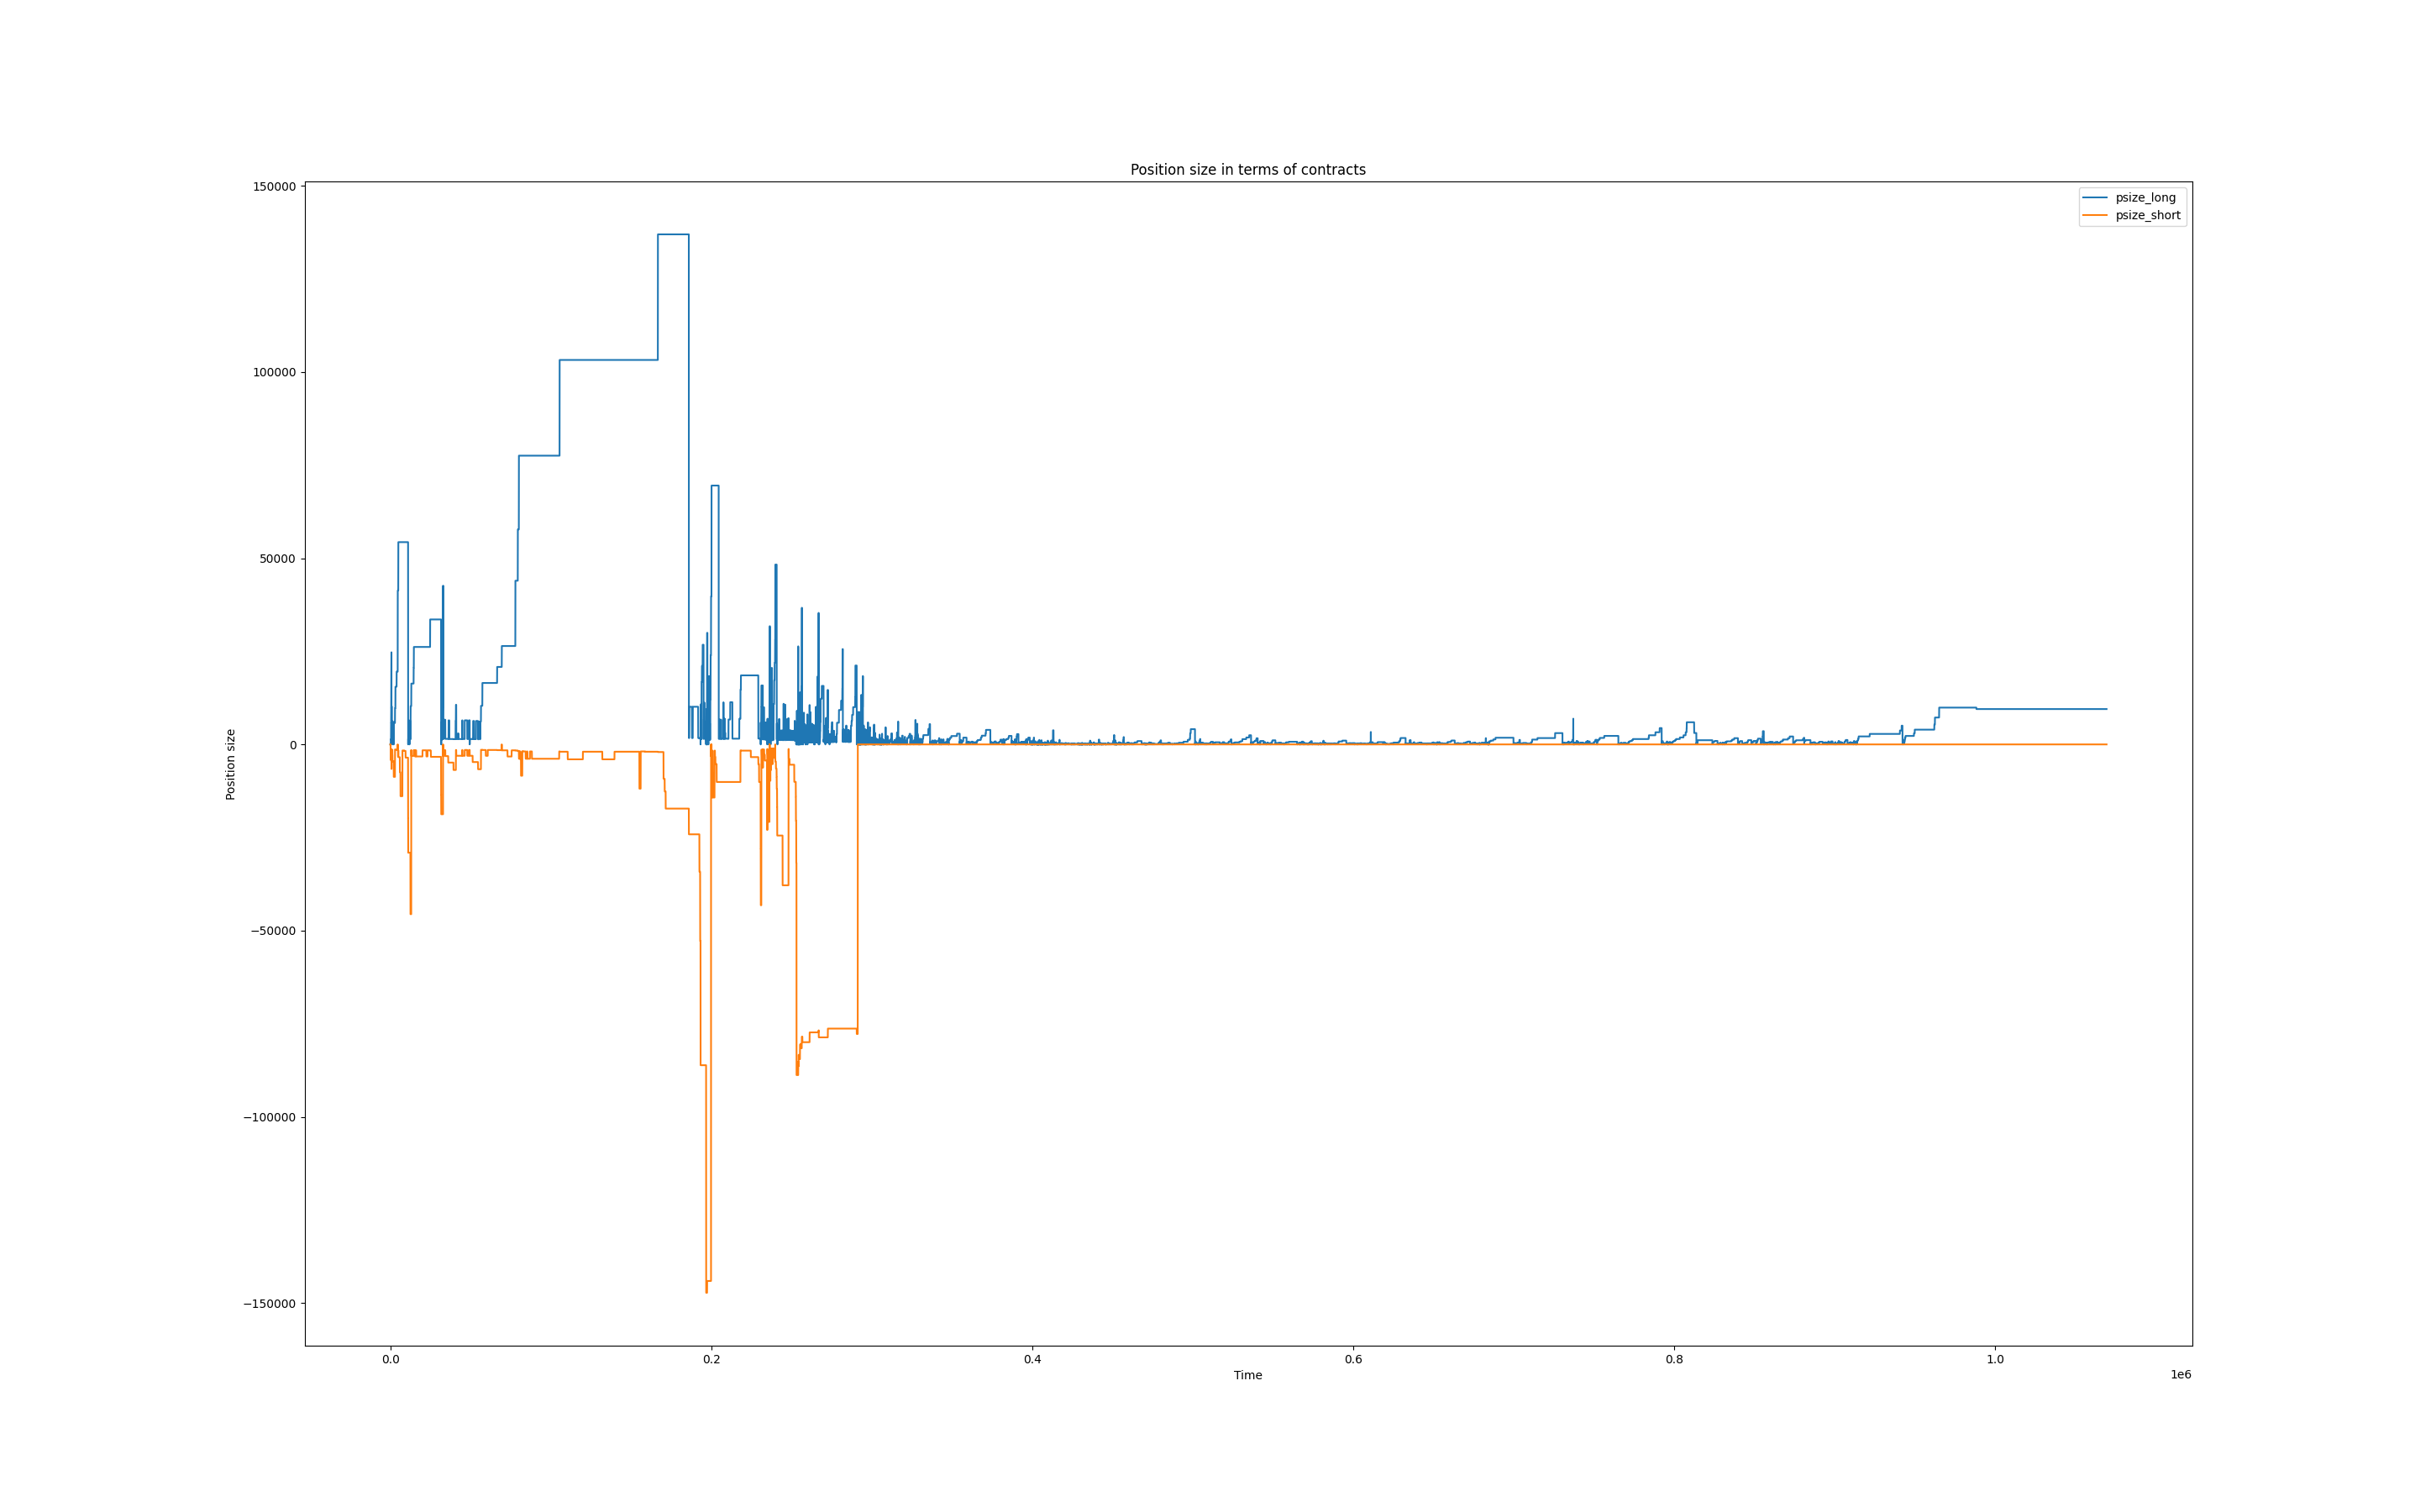 Position size in terms of contracts
psize_long
psize_short
150000
100000
50000
0
−50000
−100000
−150000
Position size
0.0
0.2
0.4
0.6
0.8
1.0
1e6
Time